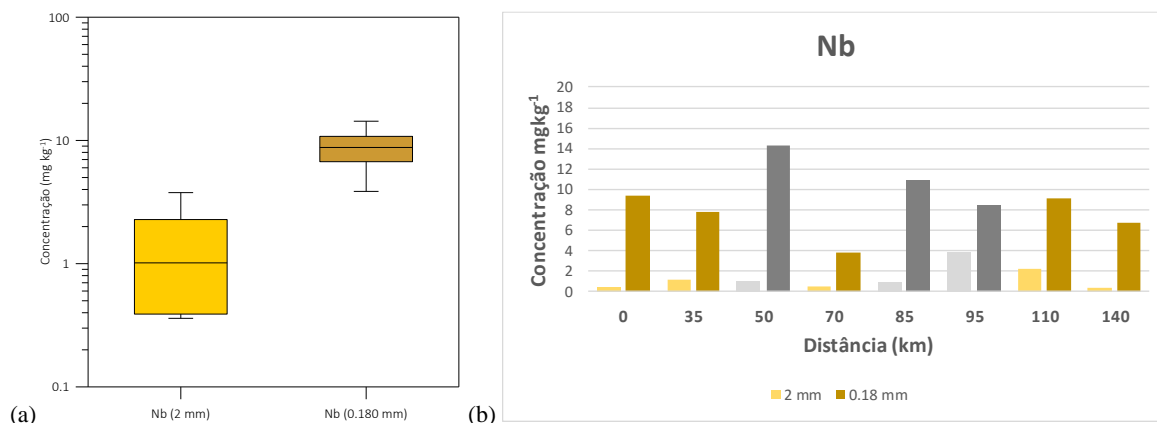 100
10
1
0.1
Concentração (mg kg-1)
Nb (2 mm)
Nb (0.180 mm)
(a)
Nb
20
18
16
14
12
10
8
6
4
2
0
Concentração mgkg-1
0 35 50 70 85 95 110 140
Distância (km)
2 mm 0.18 mm
(b)